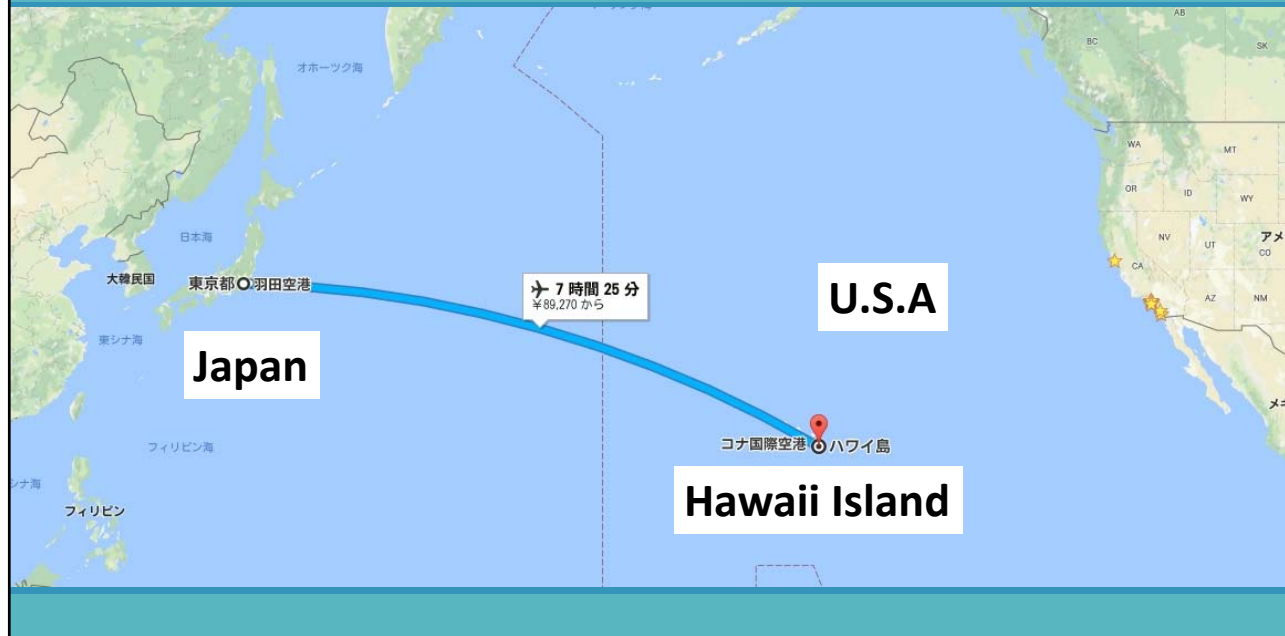 AB
BC
SK
オホーツク海
WA
MT
OR
ID
WY
日本海
NV
UT
アメ
CO
CA
大韓民国
東京都
羽田空港
7 時間 25 分
¥89,270 から
U.S.A
AZ
NM
東シナ海
Japan
メキ
コナ国際空港
ハワイ島
フィリピン海
シナ海
Hawaii Island
フィリピン